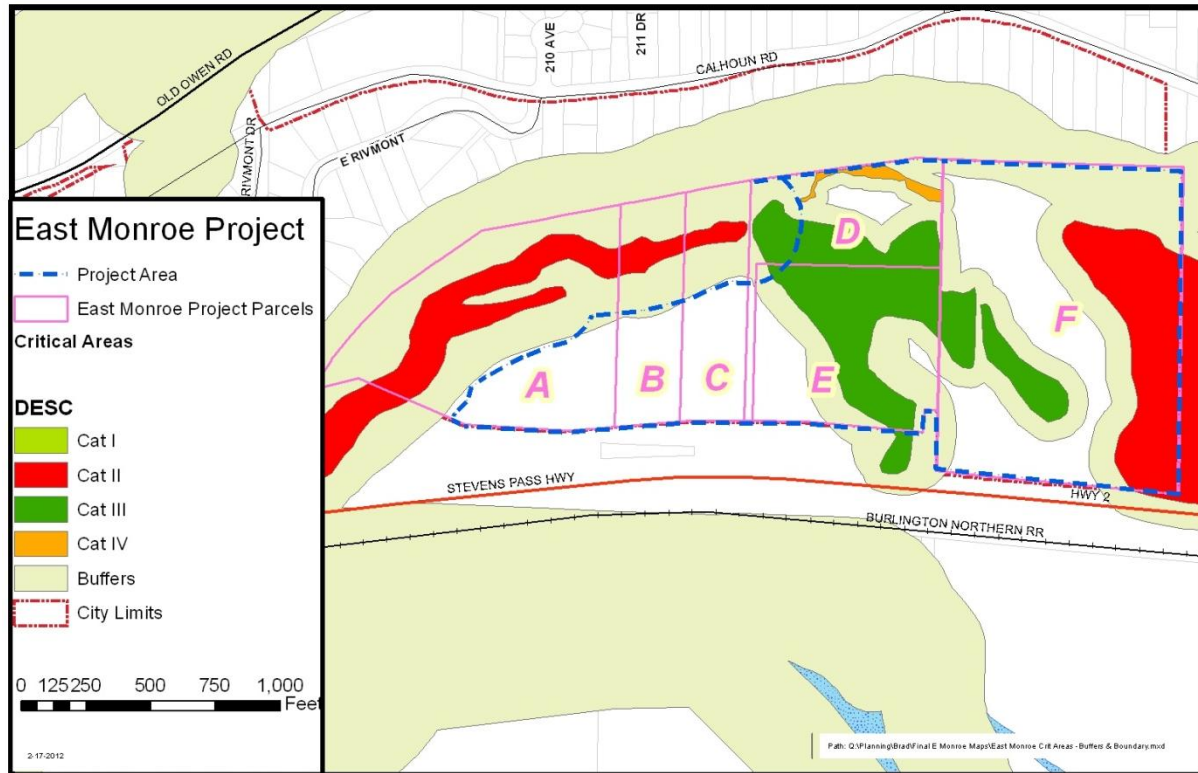 OLD OWEN RD
210 AVE
211 DR
CALHOUN RD
RIVMONT DR
E RIVMONT
East Monroe Project
Project Area
East Monroe Project Parcels
Critical Areas
DESC
Cat I
Cat II
Cat III
Cat IV
Buffers
City Limits
0 125 250 500 750 1,000
Feet
2-17-2012
A
B
C
D
E
F
STEVENS PASS HWY
HWY 2
BURLINGTON NORTHERN RR
Path: Q:\Planning\Brad\Final E Monroe Maps\East Monroe Crit Areas - Buffers & Boundary.mxd